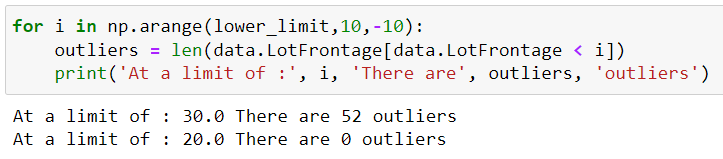 for i in np.arange(lower_limit,10,-10):
    outliers = len(data.LotFrontage[data.LotFrontage < i])
    print('At a limit of :', i, 'There are', outliers, 'outliers')
At a limit of : 30.0 There are 52 outliers
At a limit of : 20.0 There are 0 outliers